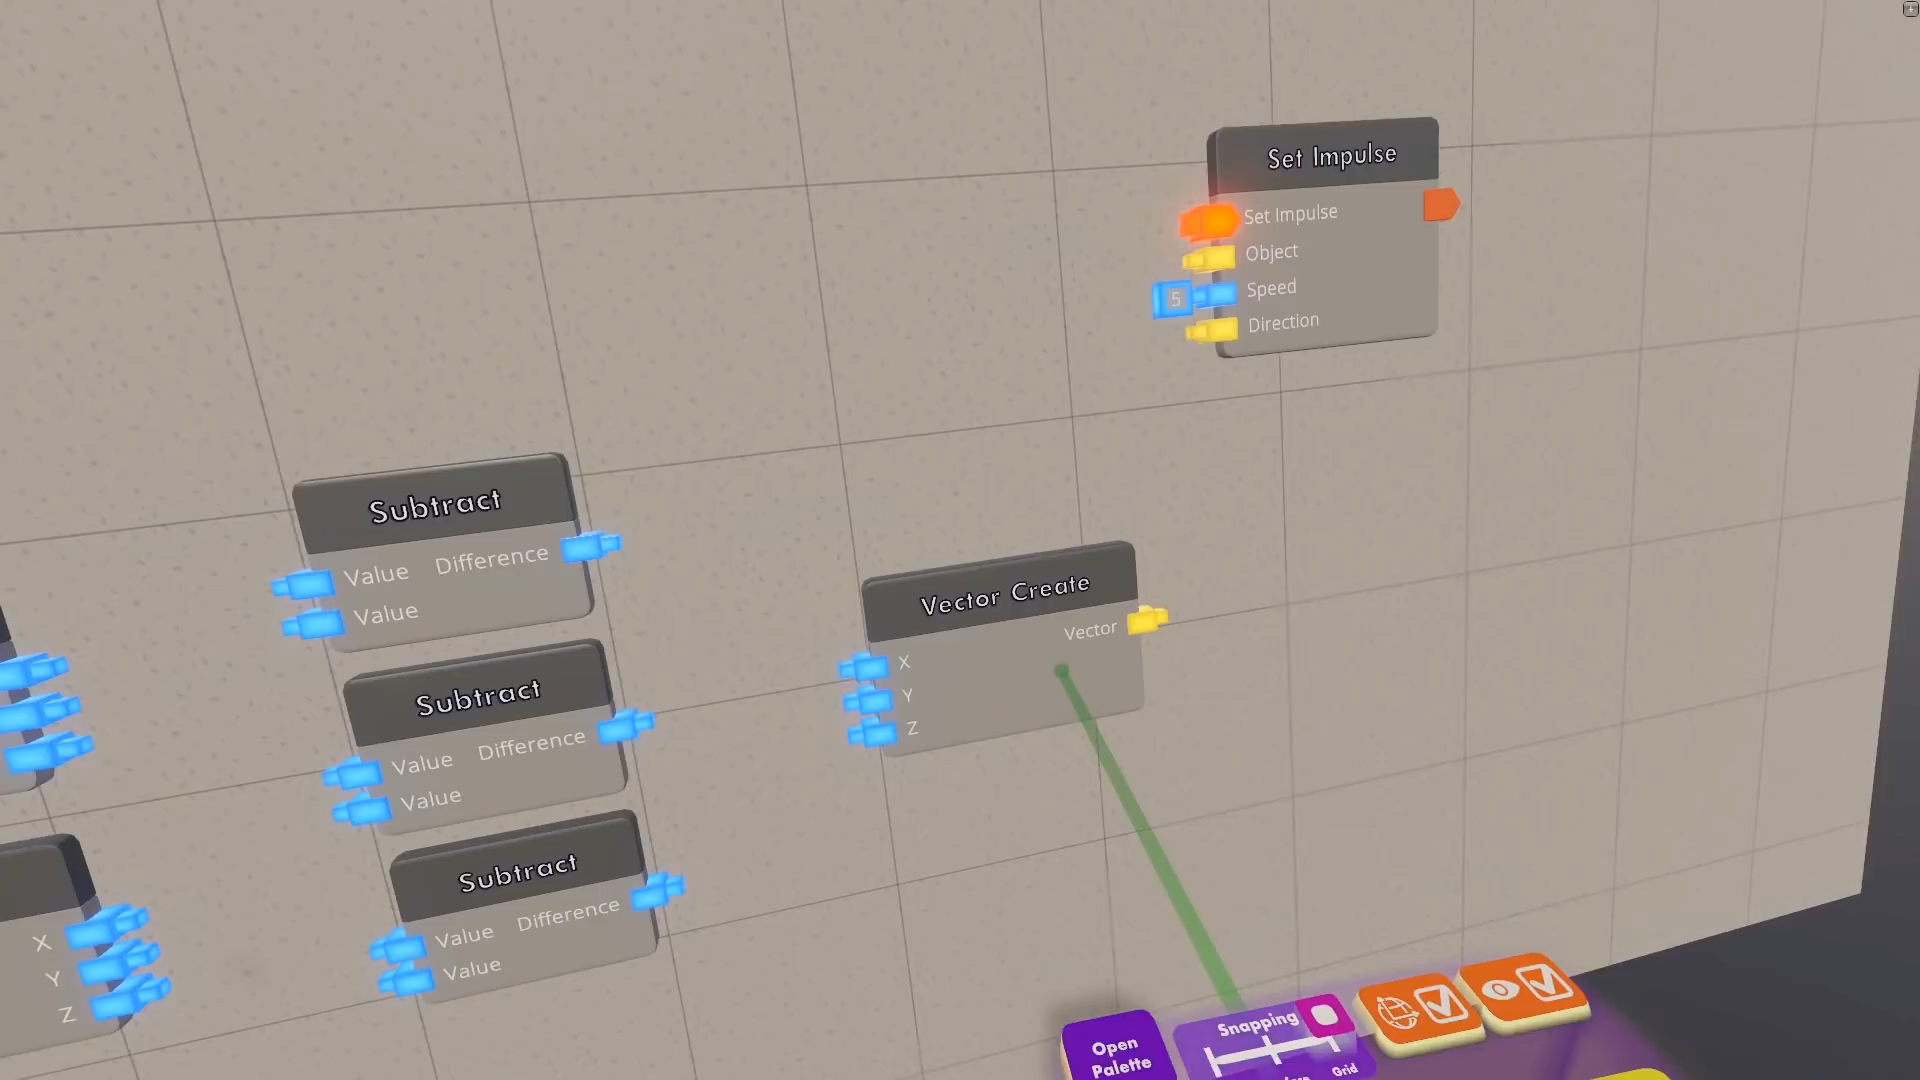 Set Impulse
Set Impulse
Object
5 Speed
Direction
Subtract
Value Difference
Value
Vector Create
Vector
X
Y
Z
Subtract
Value Difference
Value
Subtract
Value Difference
Value
X
Y
Z
Open
Palette
Snapping
Grid